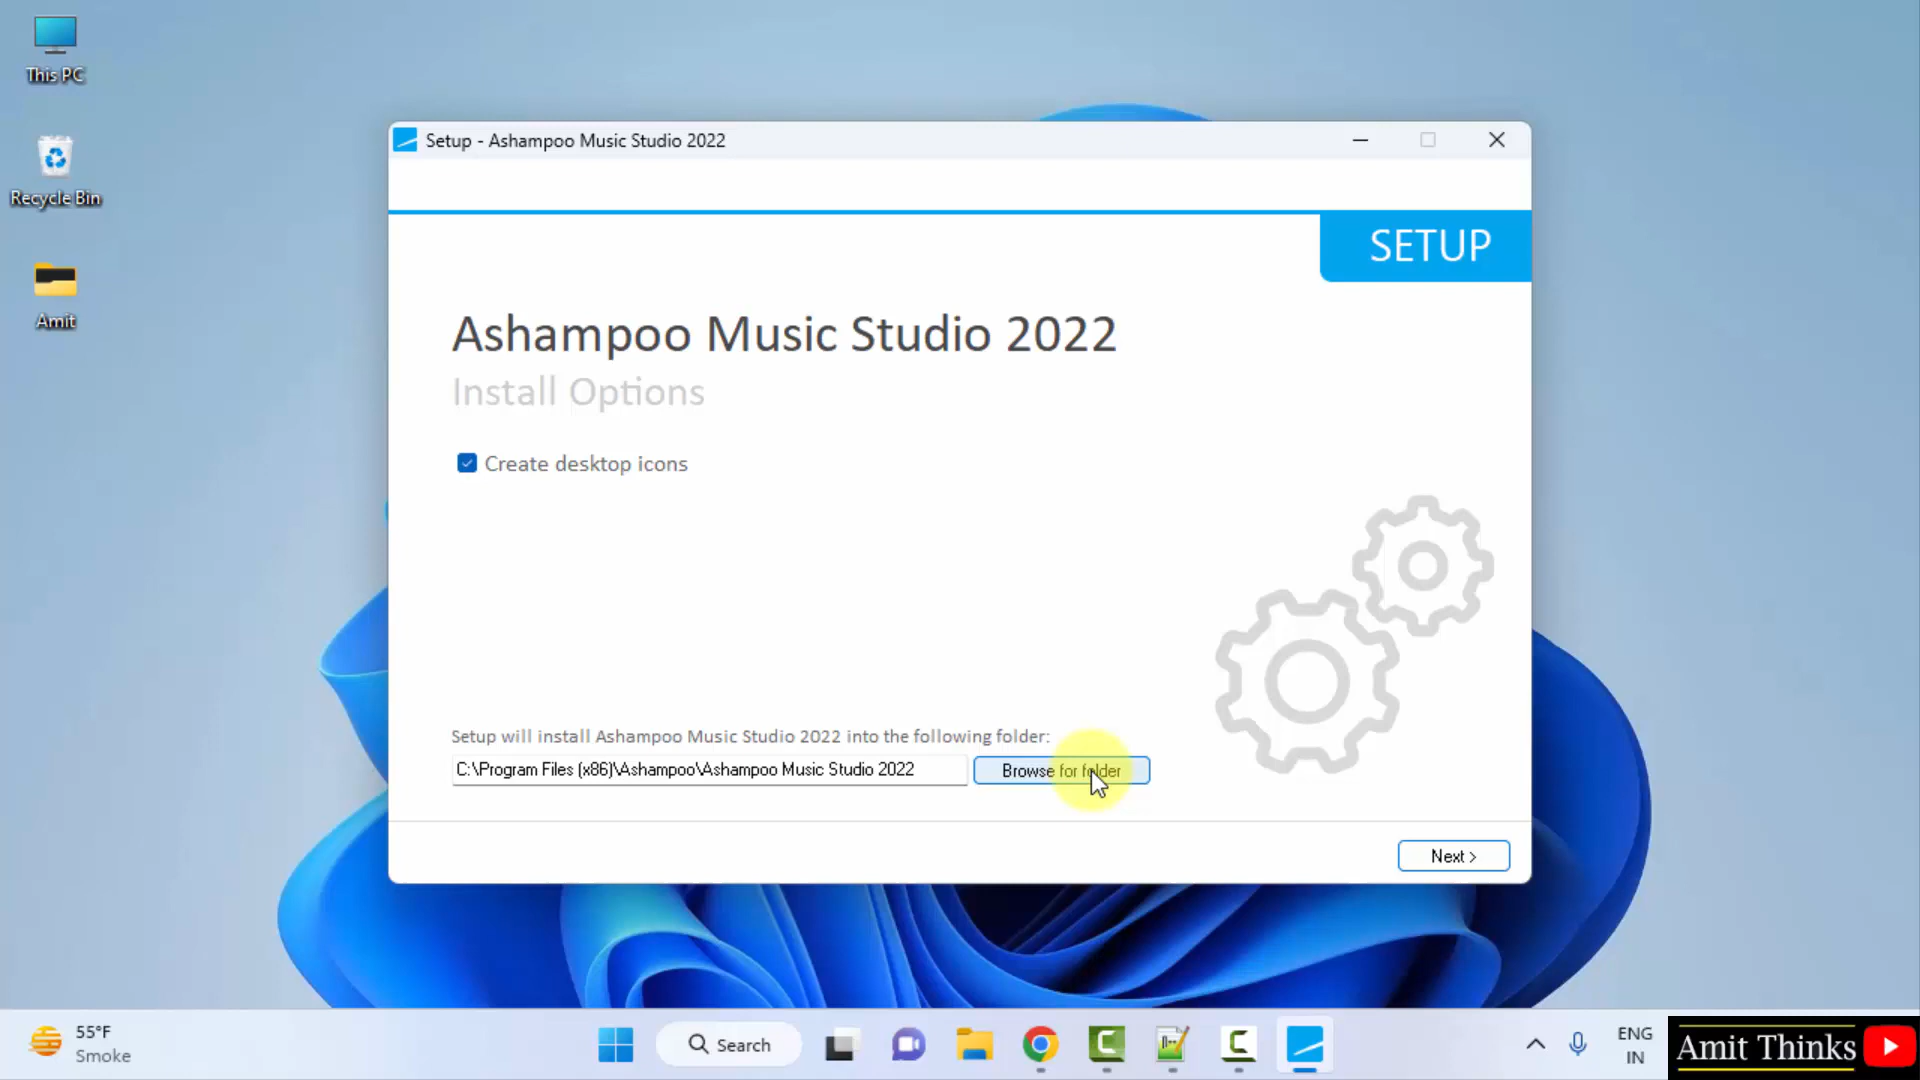 This PC
Recycle Bin
Amit
Setup - Ashampoo Music Studio 2022
SETUP
Ashampoo Music Studio 2022
Install Options
Create desktop icons
Setup will install Ashampoo Music Studio 2022 into the following folder:
C:\Program Files (x86)\Ashampoo\Ashampoo Music Studio 2022
Browse for folder
Next >
55°F
Smoke
Search
ENG
IN
Amit Thinks